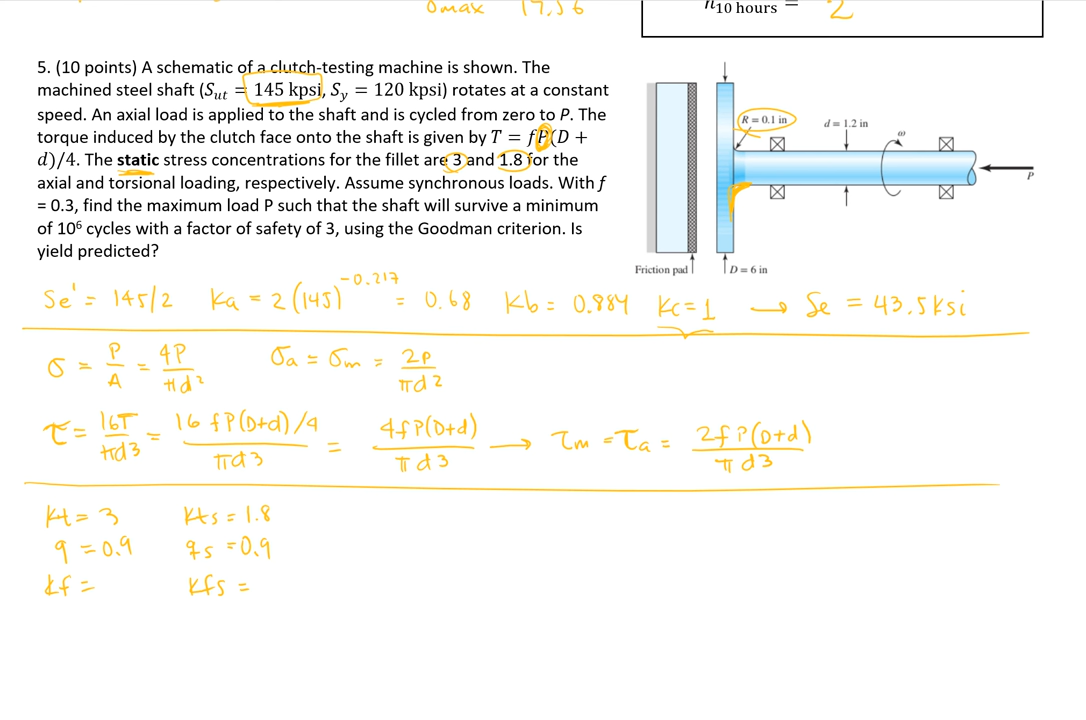 σmax 17.56
n10 hours = 2
5. (10 points) A schematic of a clutch-testing machine is shown. The
machined steel shaft (Sut = 145 kpsi, Sy = 120 kpsi) rotates at a constant
speed. An axial load is applied to the shaft and is cycled from zero to P. The
torque induced by the clutch face onto the shaft is given by T = fP(D +
d)/4. The static stress concentrations for the fillet are 3 and 1.8 for the
axial and torsional loading, respectively. Assume synchronous loads. With f
= 0.3, find the maximum load P such that the shaft will survive a minimum
of 10⁶ cycles with a factor of safety of 3, using the Goodman criterion. Is
yield predicted?
R = 0.1 in
d = 1.2 in
ω
P
Friction pad
D = 6 in
Se' = 145/2 Ka = 2(145)^-0.217 = 0.68 Kb = 0.884 Kc = 1 → Se = 43.5 ksi
σ = P/A = 4P/πd² σa = σm = 2P/πd²
τ = 16T/πd³ = 16 fP(D+d)/4 / πd³ = 4fP(D+d)/πd³ → τm = τa = 2fP(D+d)/πd³
Kt = 3 Kts = 1.8
q = 0.9 qs = 0.9
kf = Kfs =